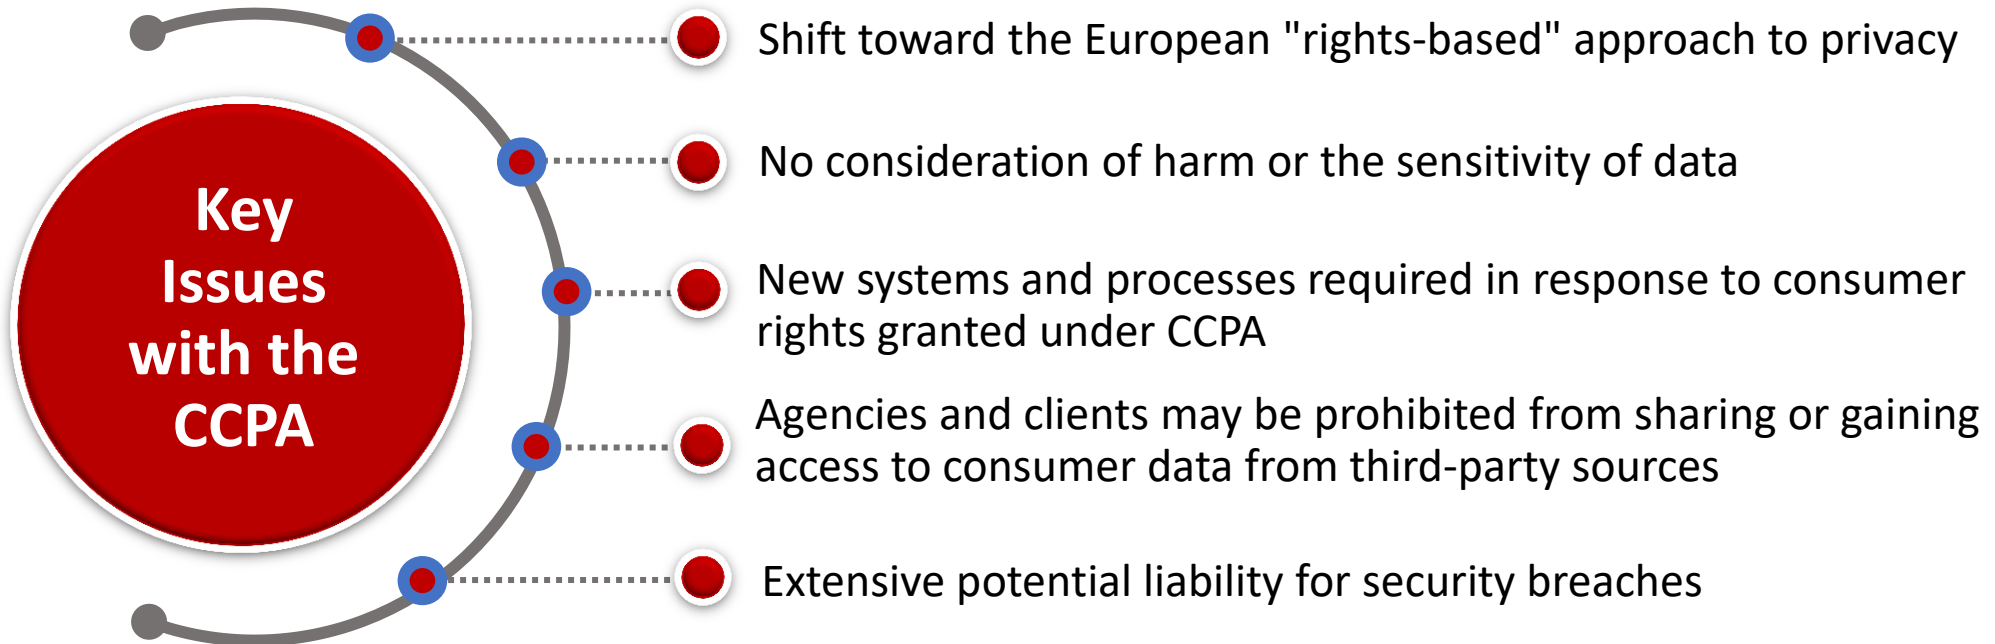 Key
Issues
with the
CCPA
Shift toward the European "rights-based" approach to privacy
No consideration of harm or the sensitivity of data
New systems and processes required in response to consumer
rights granted under CCPA
Agencies and clients may be prohibited from sharing or gaining
access to consumer data from third-party sources
Extensive potential liability for security breaches